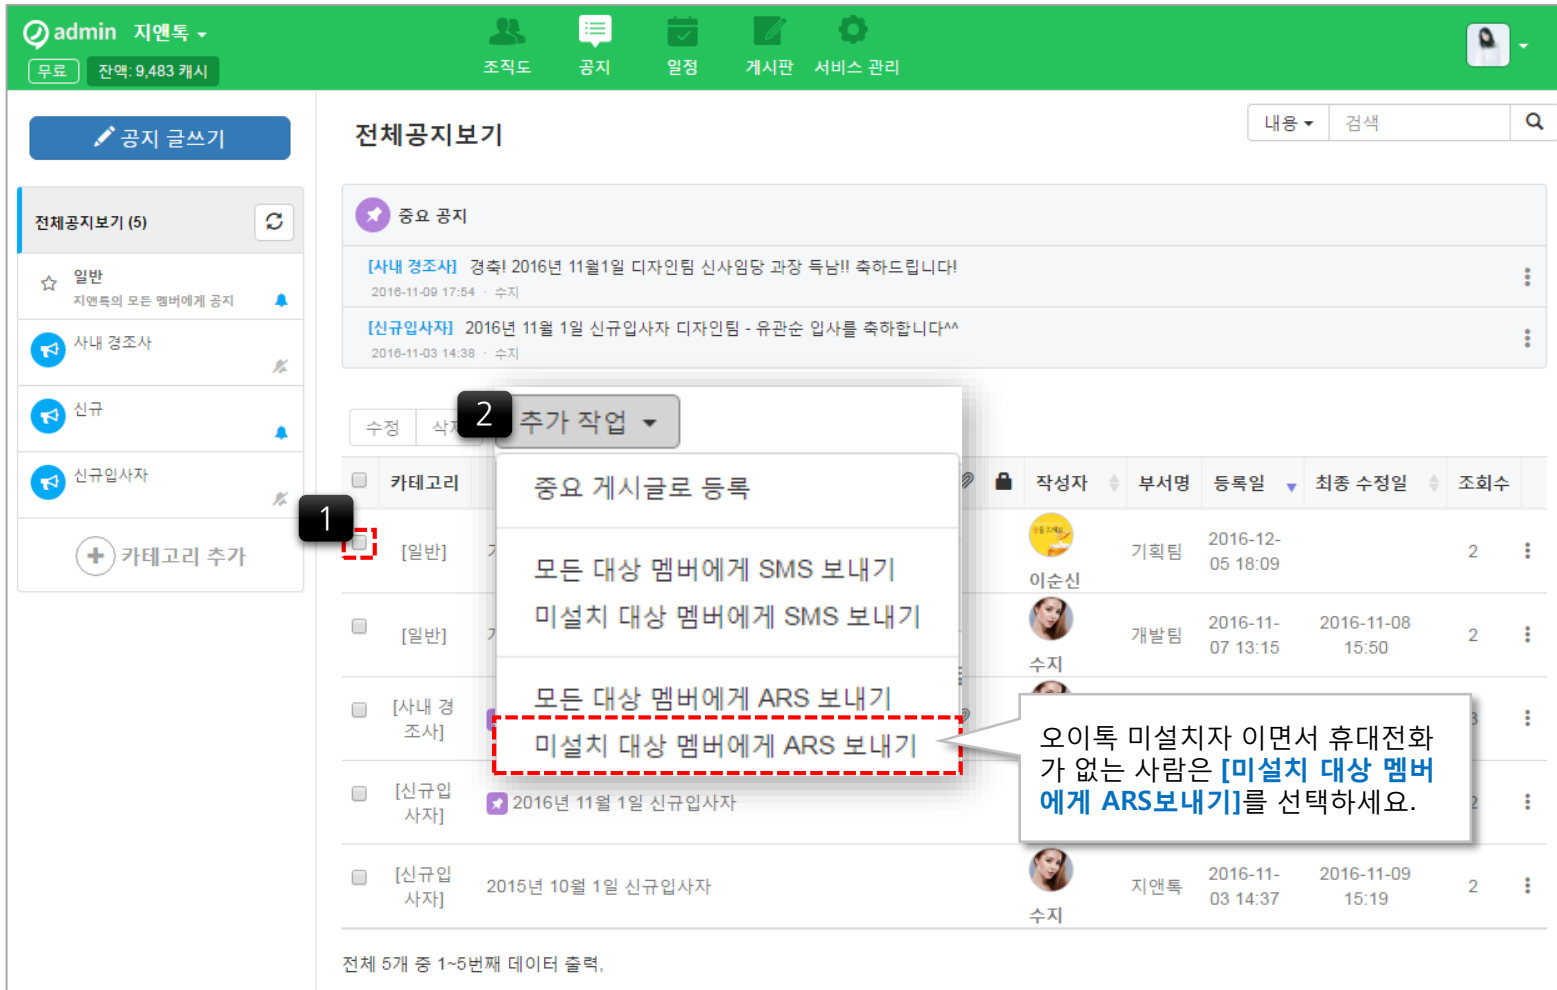 admin 지앤톡
무료 잔액: 9,483 캐시
조직도 공지 일정 게시판 서비스 관리
공지 글쓰기
전체공지보기 (5)
일반
지앤톡의 모든 멤버에게 공지
사내 경조사
신규
신규입사자
카테고리 추가
전체공지보기
내용 검색
중요 공지
[사내 경조사] 경축! 2016년 11월1일 디자인팀 신사임당 과장 득남!! 축하드립니다!
2016-11-09 17:54 · 수지
[신규입사자] 2016년 11월 1일 신규입사자 디자인팀 - 유관순 입사를 축하합니다^^
2016-11-03 14:38 · 수지
수정
2 추가 작업
중요 게시글로 등록
모든 대상 멤버에게 SMS 보내기
미설치 대상 멤버에게 SMS 보내기
모든 대상 멤버에게 ARS 보내기
미설치 대상 멤버에게 ARS 보내기
카테고리 작성자 부서명 등록일 최종 수정일 조회수
1
[일반] 이순신 기획팀 2016-12-
05 18:09 2
[일반] 수지 개발팀 2016-11-
07 13:15 2016-11-08
15:50 2
[사내 경
조사]
오이톡 미설치자 이면서 휴대전화
가 없는 사람은 [미설치 대상 멤버
에게 ARS보내기]를 선택하세요.
[신규입
사자] 2016년 11월 1일 신규입사자
[신규입
사자] 2015년 10월 1일 신규입사자 수지 지앤톡 2016-11-
03 14:37 2016-11-09
15:19 2
전체 5개 중 1~5번째 데이터 출력,